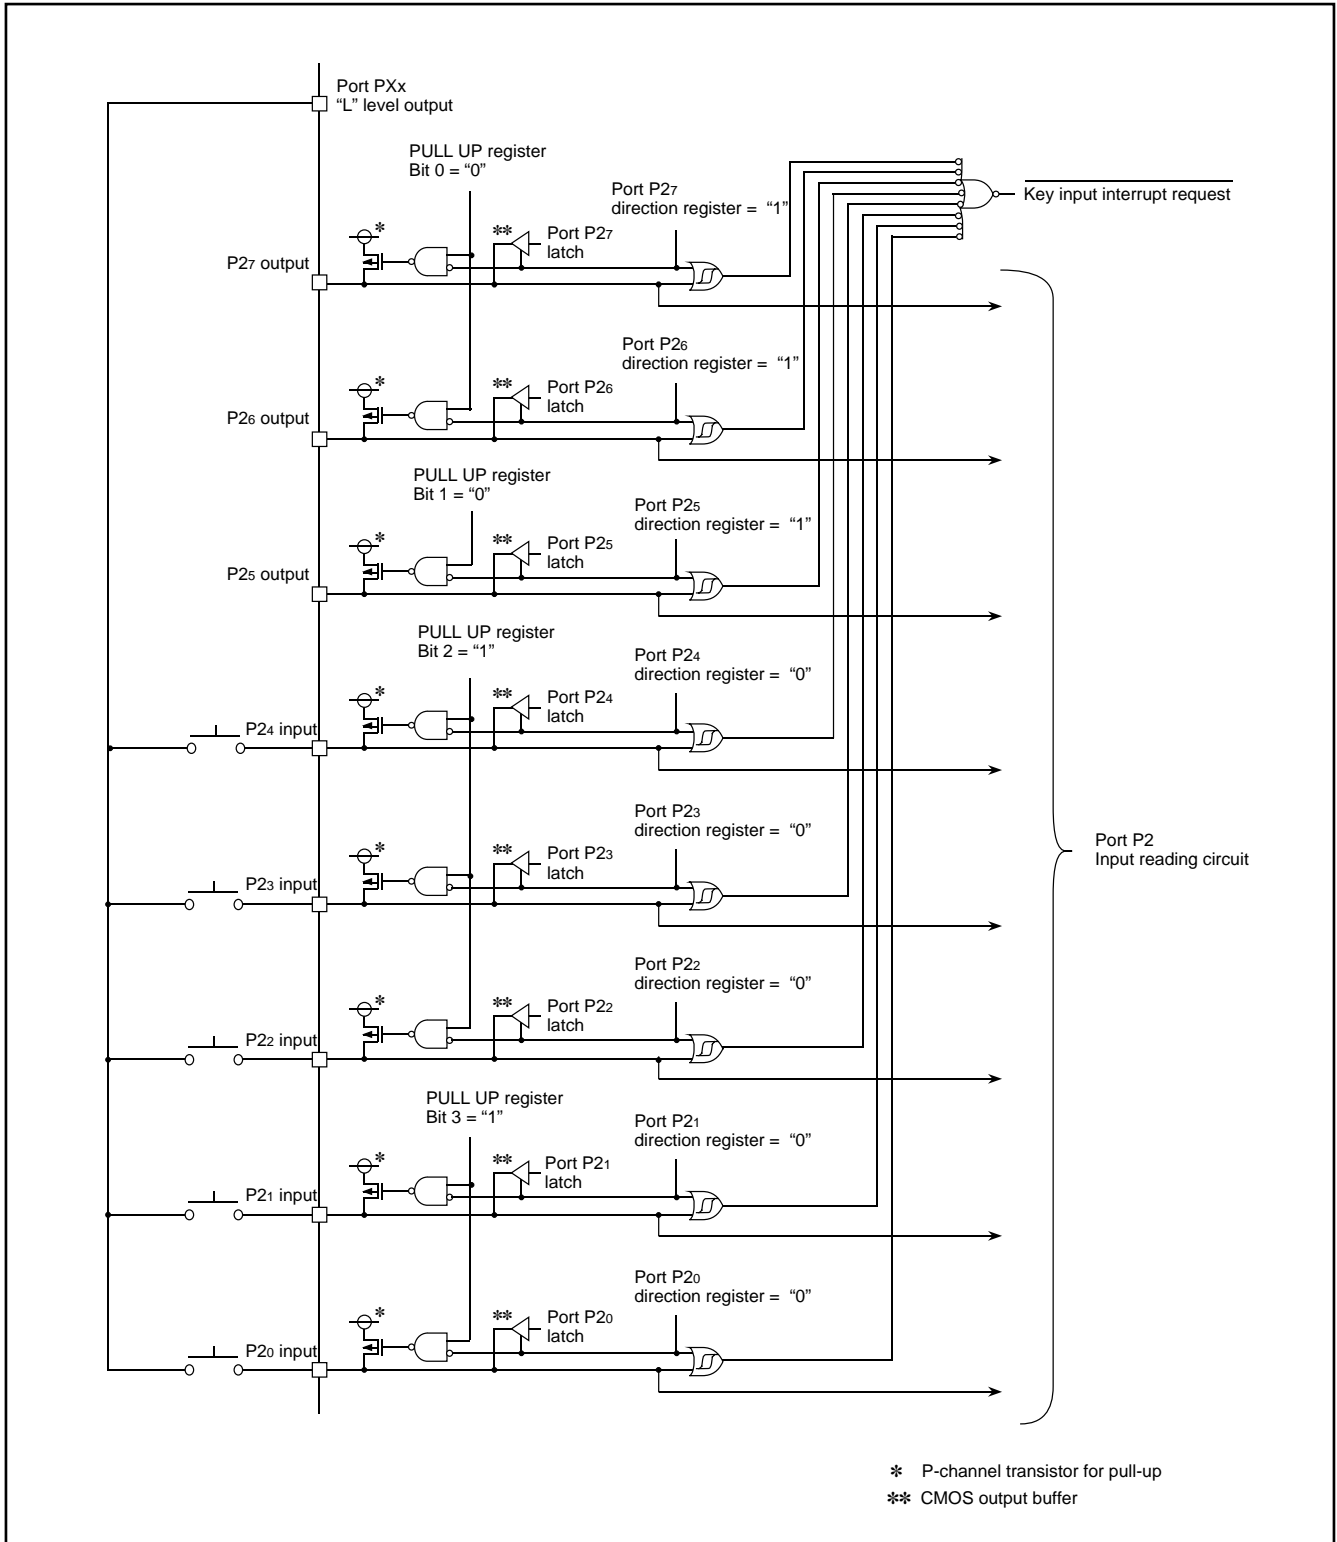 Port PXx
“L” level output
PULL UP register
Bit 0 = “0”
Port P27
direction register = “1”
Key input interrupt request
*
**
Port P27
latch
P27 output
Port P26
direction register = “1”
*
**
Port P26
latch
P26 output
PULL UP register
Bit 1 = “0”
Port P25
direction register = “1”
*
**
Port P25
latch
P25 output
PULL UP register
Bit 2 = “1”
Port P24
direction register = “0”
*
**
Port P24
latch
P24 input
Port P23
direction register = “0”
Port P2
Input reading circuit
*
**
Port P23
latch
P23 input
Port P22
direction register = “0”
*
**
Port P22
latch
P22 input
PULL UP register
Bit 3 = “1”
Port P21
direction register = “0”
*
**
Port P21
latch
P21 input
Port P20
direction register = “0”
*
**
Port P20
latch
P20 input
* P-channel transistor for pull-up
** CMOS output buffer